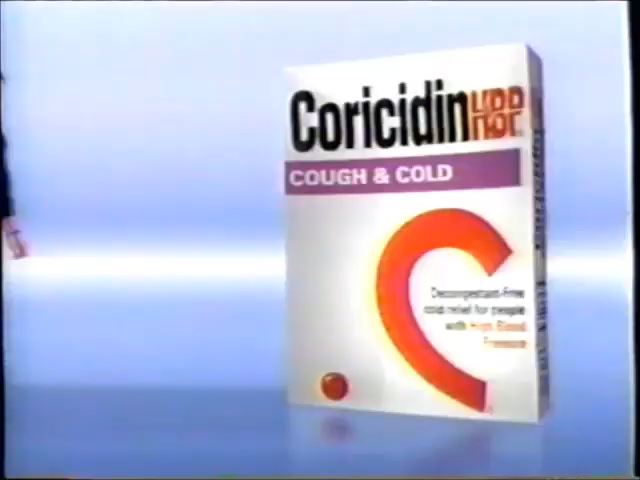 Coricidin HBP
COUGH & COLD
Decongestant-Free
cold relief for people
with High Blood
Pressure